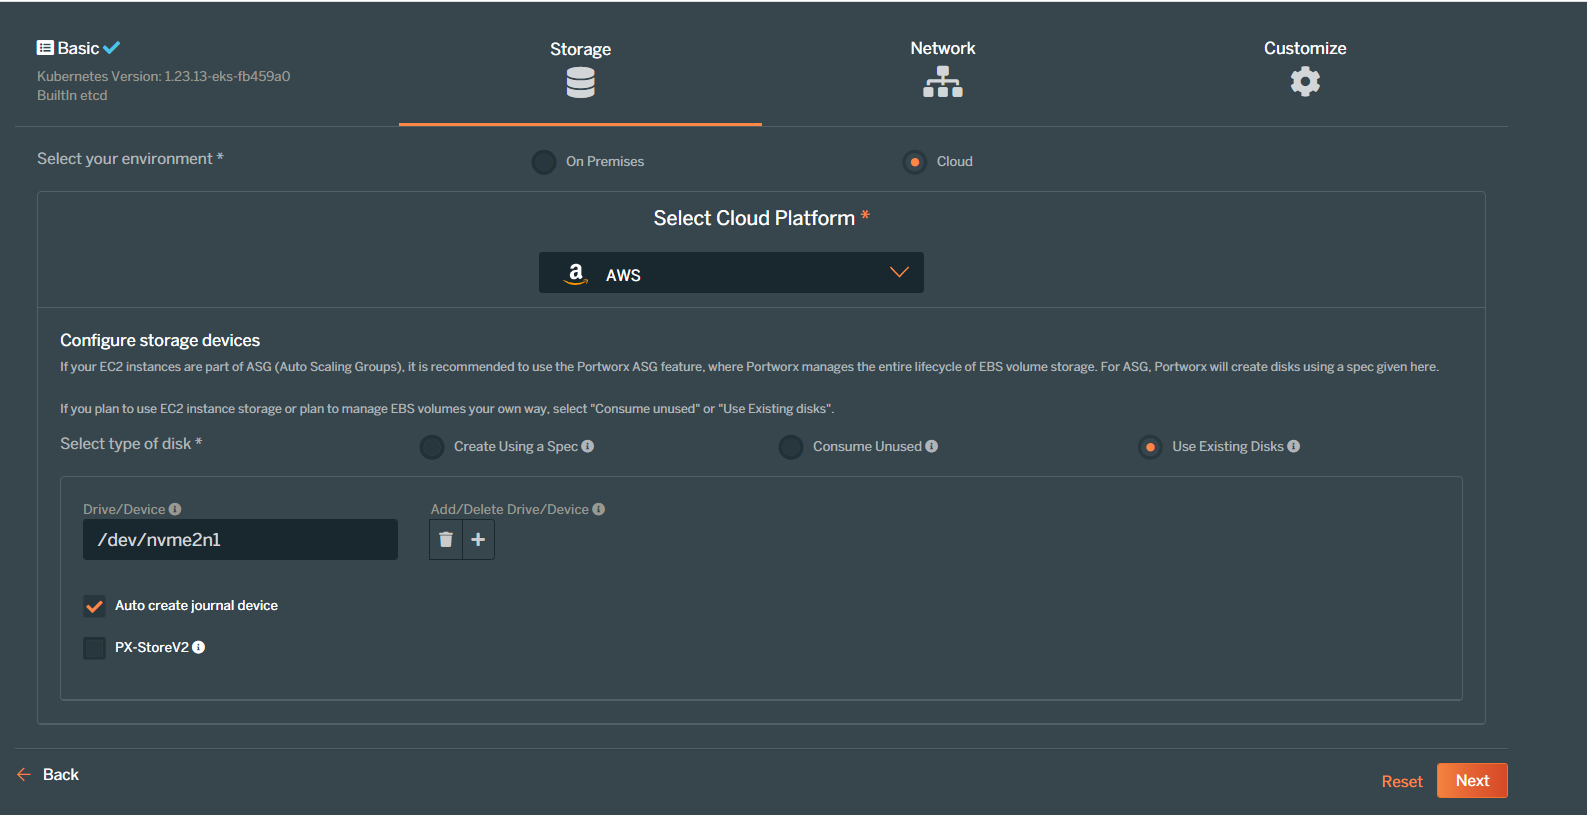 Basic
Kubernetes Version: 1.23.13-eks-fb459a0
BuiltIn etcd
Storage
Network
Customize
Select your environment *
On Premises
Cloud
Select Cloud Platform *
a AWS
Configure storage devices
If your EC2 instances are part of ASG (Auto Scaling Groups), it is recommended to use the Portworx ASG feature, where Portworx manages the entire lifecycle of EBS volume storage. For ASG, Portworx will create disks using a spec given here.
If you plan to use EC2 instance storage or plan to manage EBS volumes your own way, select "Consume unused" or "Use Existing disks".
Select type of disk *
Create Using a Spec
Consume Unused
Use Existing Disks
Drive/Device
Add/Delete Drive/Device
/dev/nvme2n1
Auto create journal device
PX-StoreV2
Back
Reset
Next